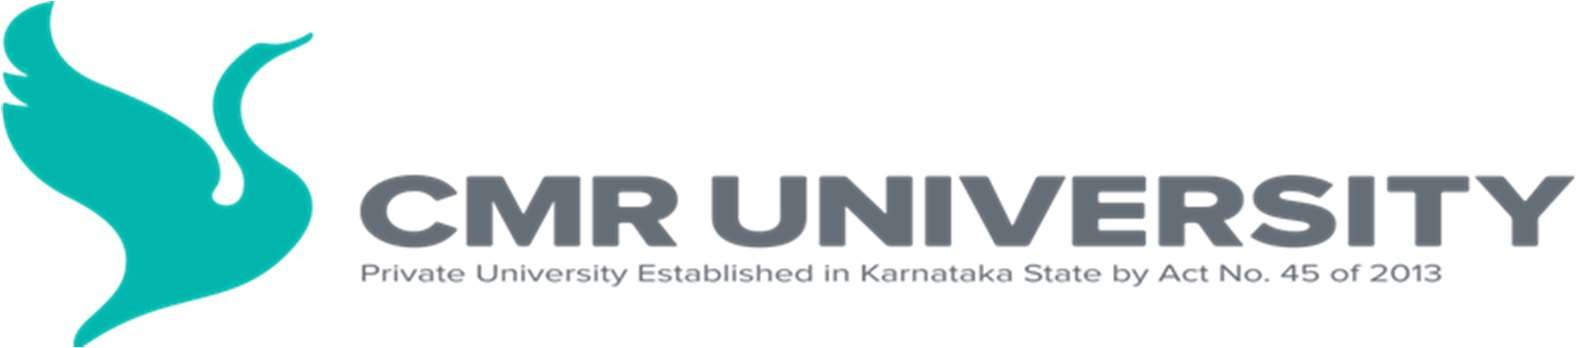 CMR UNIVERSITY
Private University Established in Karnataka State by Act No. 45 of 2013